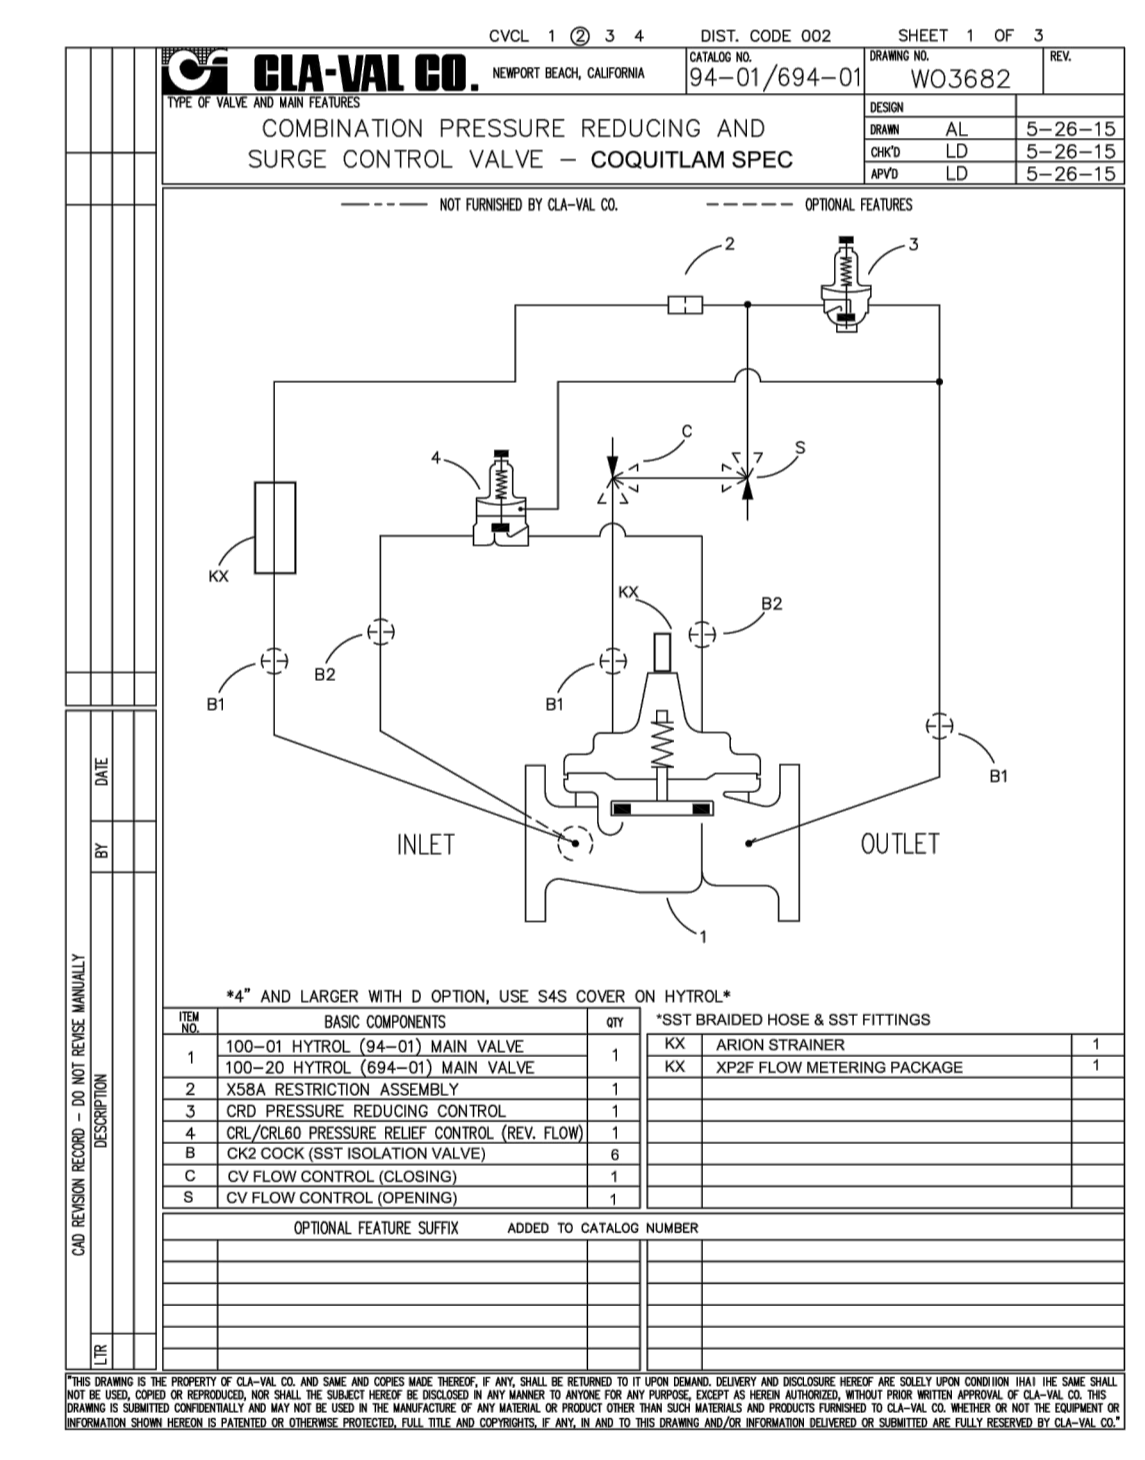 CVCL 1 2 3 4 DIST. CODE 002 SHEET 1 OF 3
CLA-VAL CO. NEWPORT BEACH, CALIFORNIA
CATALOG NO.
94-01/694-01
DRAWING NO.
WO3682
REV.
TYPE OF VALVE AND MAIN FEATURES
COMBINATION PRESSURE REDUCING AND
SURGE CONTROL VALVE - COQUITLAM SPEC
DESIGN
DRAWN AL 5-26-15
CHK'D LD 5-26-15
APV'D LD 5-26-15
NOT FURNISHED BY CLA-VAL CO.
OPTIONAL FEATURES
2
3
C
S
4
KX
KX
B2
B2
B1
B1
B1
INLET
OUTLET
1
*4" AND LARGER WITH D OPTION, USE S4S COVER ON HYTROL*
ITEM NO. BASIC COMPONENTS QTY
1 100-01 HYTROL (94-01) MAIN VALVE 1
100-20 HYTROL (694-01) MAIN VALVE
2 X58A RESTRICTION ASSEMBLY 1
3 CRD PRESSURE REDUCING CONTROL 1
4 CRL/CRL60 PRESSURE RELIEF CONTROL (REV. FLOW) 1
B CK2 COCK (SST ISOLATION VALVE) 6
C CV FLOW CONTROL (CLOSING) 1
S CV FLOW CONTROL (OPENING) 1
*SST BRAIDED HOSE & SST FITTINGS
KX ARION STRAINER 1
KX XP2F FLOW METERING PACKAGE 1
OPTIONAL FEATURE SUFFIX ADDED TO CATALOG NUMBER
CAD REVISION RECORD - DO NOT REVISE MANUALLY
DATE
BY
DESCRIPTION
LTR
"THIS DRAWING IS THE PROPERTY OF CLA-VAL CO. AND SAME AND COPIES MADE THEREOF, IF ANY, SHALL BE RETURNED TO IT UPON DEMAND. DELIVERY AND DISCLOSURE HEREOF ARE SOLELY UPON CONDITION THAT THE SAME SHALL
NOT BE USED, COPIED OR REPRODUCED, NOR SHALL THE SUBJECT HEREOF BE DISCLOSED IN ANY MANNER TO ANYONE FOR ANY PURPOSE, EXCEPT AS HEREIN AUTHORIZED, WITHOUT PRIOR WRITTEN APPROVAL OF CLA-VAL CO. THIS
DRAWING IS SUBMITTED CONFIDENTIALLY AND MAY NOT BE USED IN THE MANUFACTURE OF ANY MATERIAL OR PRODUCT OTHER THAN SUCH MATERIALS AND PRODUCTS FURNISHED TO CLA-VAL CO. WHETHER OR NOT THE EQUIPMENT OR
INFORMATION SHOWN HEREON IS PATENTED OR OTHERWISE PROTECTED, FULL TITLE AND COPYRIGHTS, IF ANY, IN AND TO THIS DRAWING AND/OR INFORMATION DELIVERED OR SUBMITTED ARE FULLY RESERVED BY CLA-VAL CO."